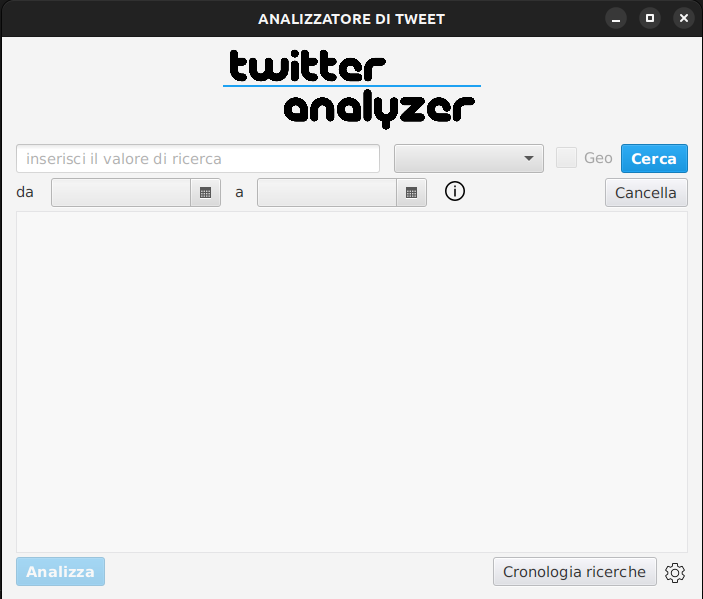 ANALIZZATORE DI TWEET
twitter
analyzer
inserisci il valore di ricerca Geo Cerca
da a Cancella
Analizza Cronologia ricerche